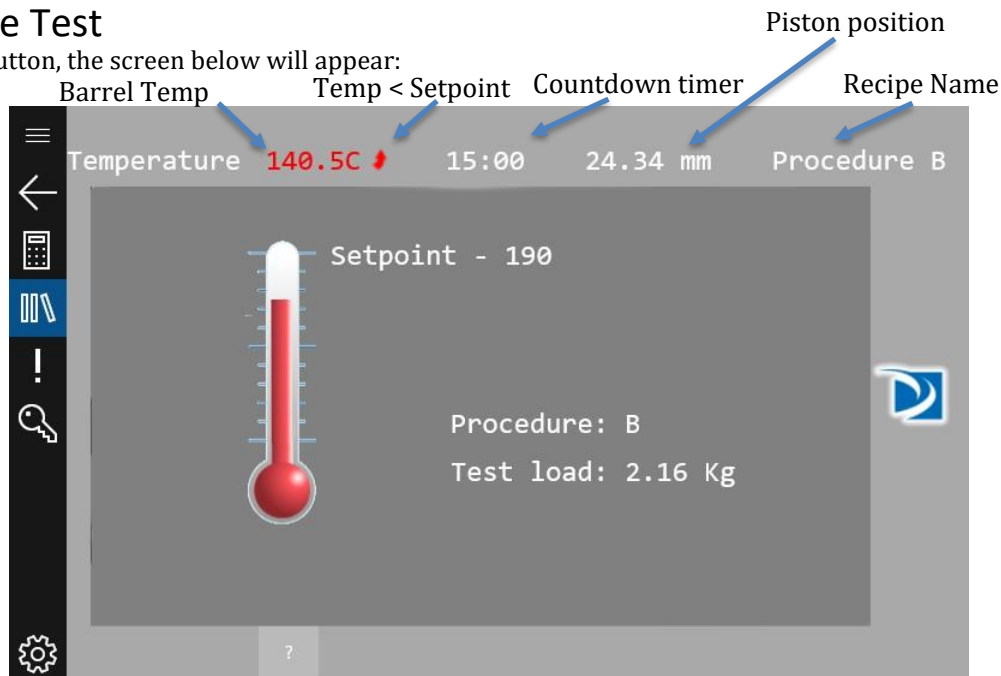 e Test
Piston position
utton, the screen below will appear:
Barrel Temp
Temp < Setpoint
Countdown timer
Recipe Name
Temperature 140.5C 15:00 24.34 mm Procedure B
Setpoint - 190
Procedure: B
Test load: 2.16 Kg
?